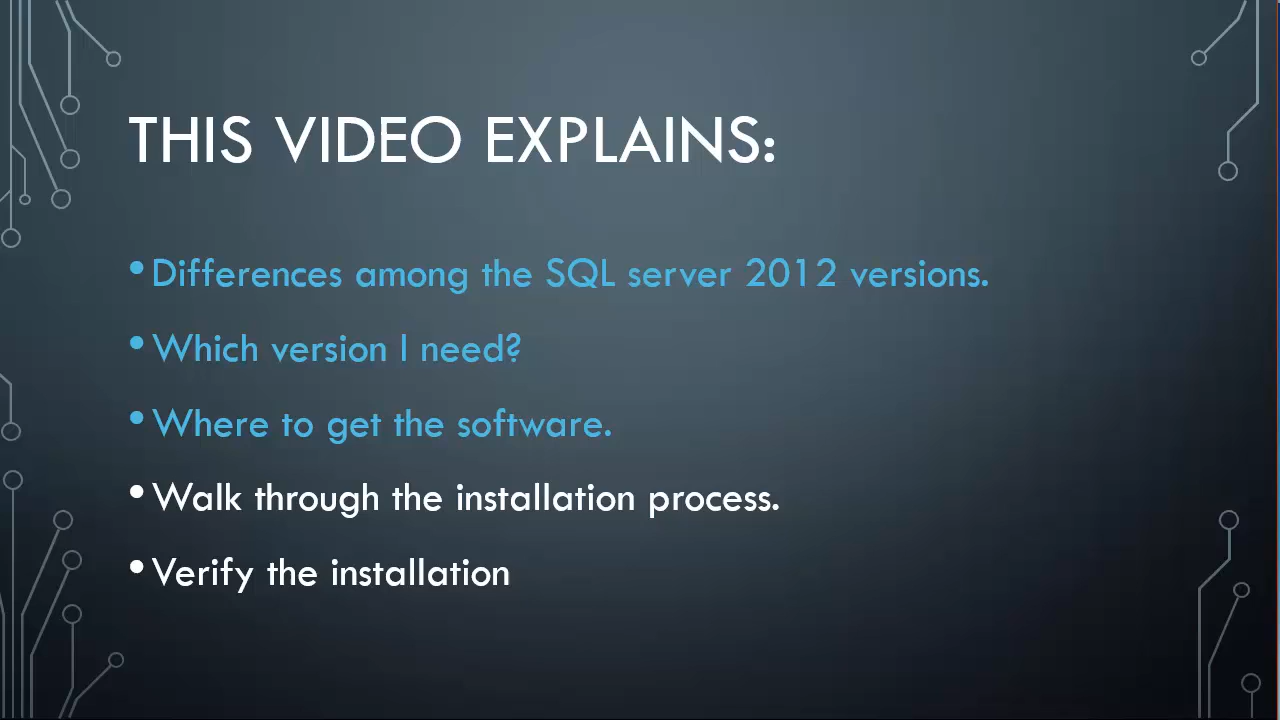 THIS VIDEO EXPLAINS:
• Differences among the SQL server 2012 versions.
• Which version I need?
• Where to get the software.
• Walk through the installation process.
• Verify the installation